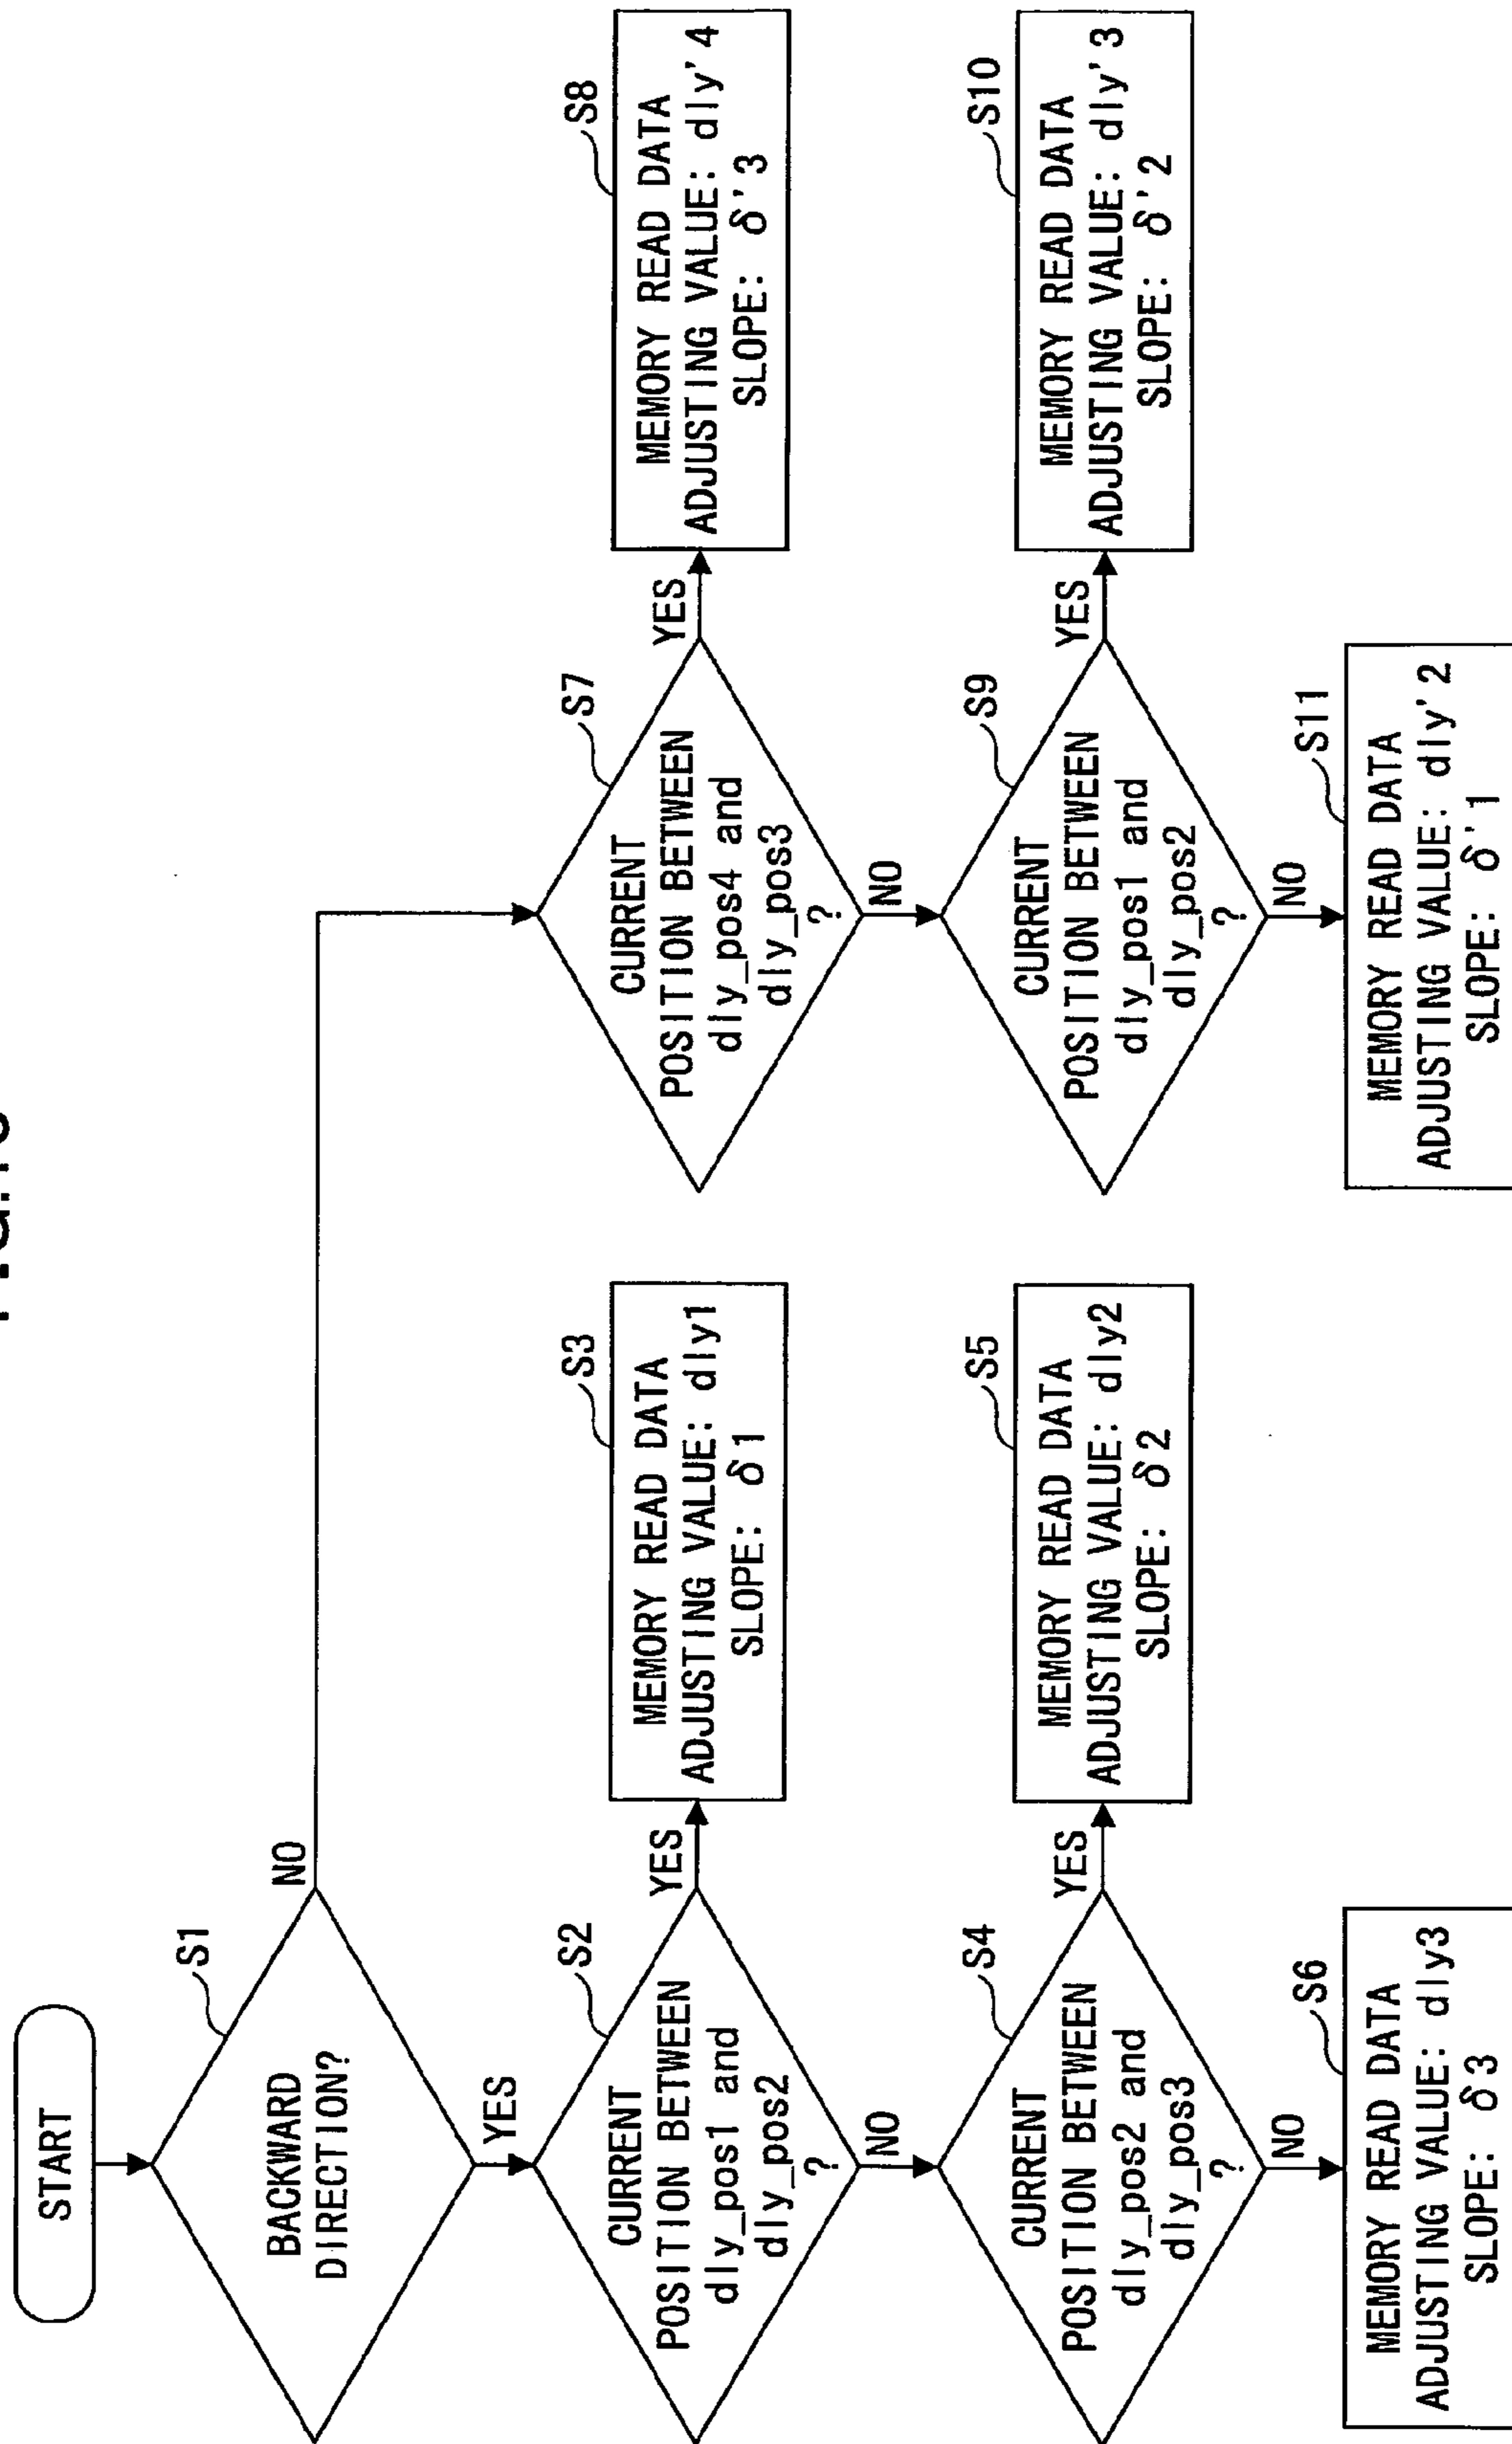 START
S1
BACKWARD
DIRECTION?
NO
YES
S2
CURRENT
POSITION BETWEEN
dly_pos1 and
dly_pos2
?
YES
NO
S3
MEMORY READ DATA
ADJUSTING VALUE: dly1
SLOPE: δ1
S4
CURRENT
POSITION BETWEEN
dly_pos2 and
dly_pos3
?
YES
NO
S5
MEMORY READ DATA
ADJUSTING VALUE: dly2
SLOPE: δ2
S6
MEMORY READ DATA
ADJUSTING VALUE: dly3
SLOPE: δ3
S7
CURRENT
POSITION BETWEEN
dly_pos4 and
dly_pos3
?
YES
NO
S8
MEMORY READ DATA
ADJUSTING VALUE: dly'4
SLOPE: δ'3
S9
CURRENT
POSITION BETWEEN
dly_pos1 and
dly_pos2
?
YES
NO
S10
MEMORY READ DATA
ADJUSTING VALUE: dly'3
SLOPE: δ'2
S11
MEMORY READ DATA
ADJUSTING VALUE: dly'2
SLOPE: δ'1